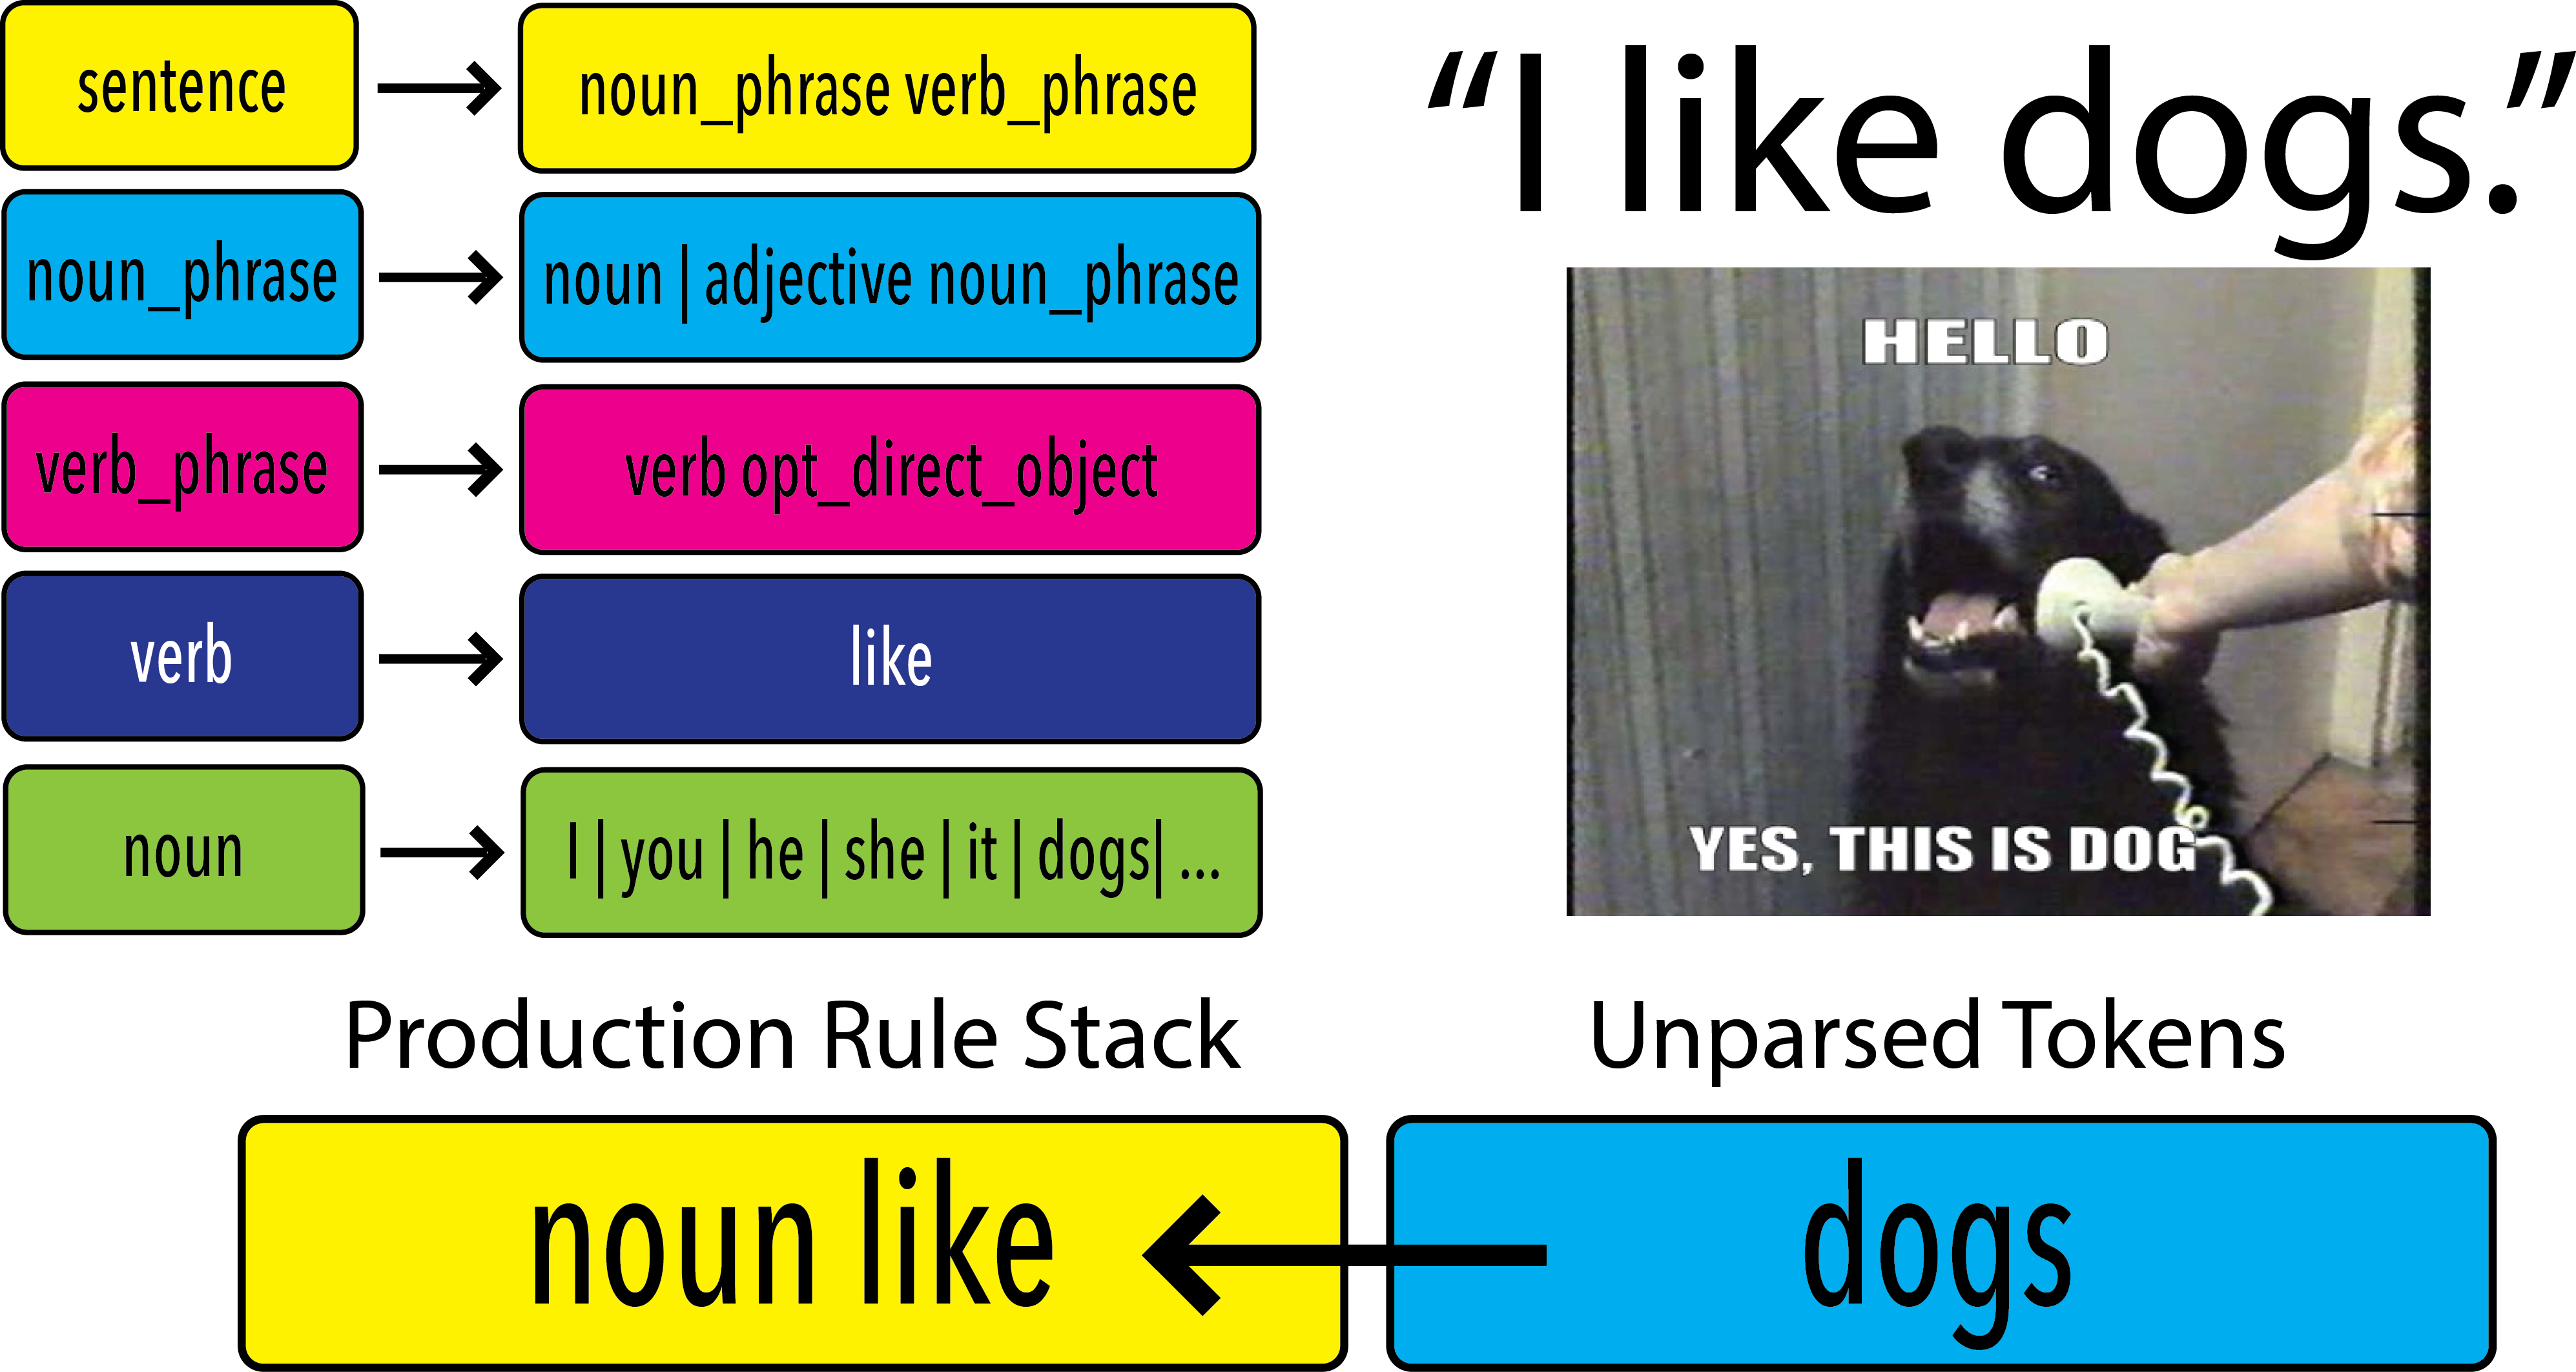 sentence → noun_phrase verb_phrase
noun_phrase → noun | adjective noun_phrase
verb_phrase → verb opt_direct_object
verb → like
noun → I | you | he | she | it | dogs| ...
“I like dogs.”
HELLO
YES, THIS IS DOG
Production Rule Stack
Unparsed Tokens
noun like ← dogs